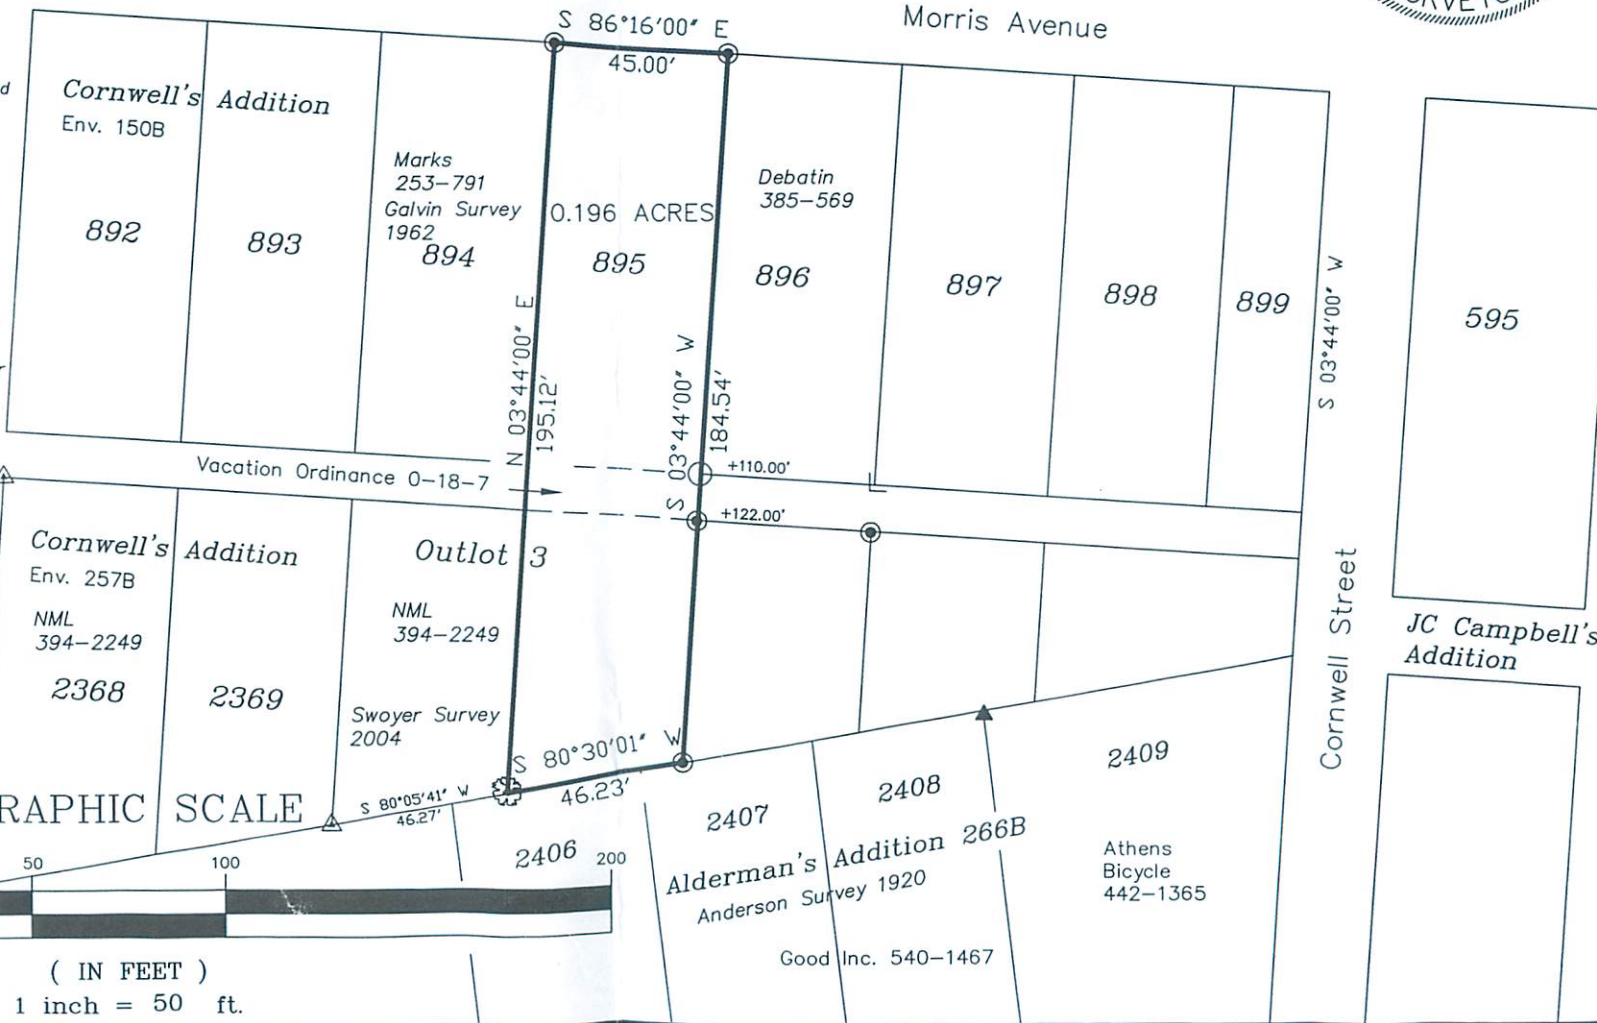 SURVEYO
S 86°16'00" E
45.00'
Morris Avenue
d
Cornwell's Addition
Env. 150B
892
893
Marks
253-791
Galvin Survey
1962
894
0.196 ACRES
895
Debatin
385-569
896
897
898
899
595
N 03°44'00" E
195.12'
S 03°44'00" W
184.54'
S 03°44'00" W
Vacation Ordinance 0-18-7
+110.00'
+122.00'
Cornwell's Addition
Env. 257B
NML
394-2249
2368
2369
Outlot 3
NML
394-2249
Swoyer Survey
2004
Cornwell Street
JC Campbell's
Addition
S 80°30'01" W
46.23'
S 80°05'41" W
46.27'
RAPHIC SCALE
50
100
200
2406
2407
2408
2409
Alderman's Addition 266B
Anderson Survey 1920
Good Inc. 540-1467
Athens
Bicycle
442-1365
( IN FEET )
1 inch = 50 ft.